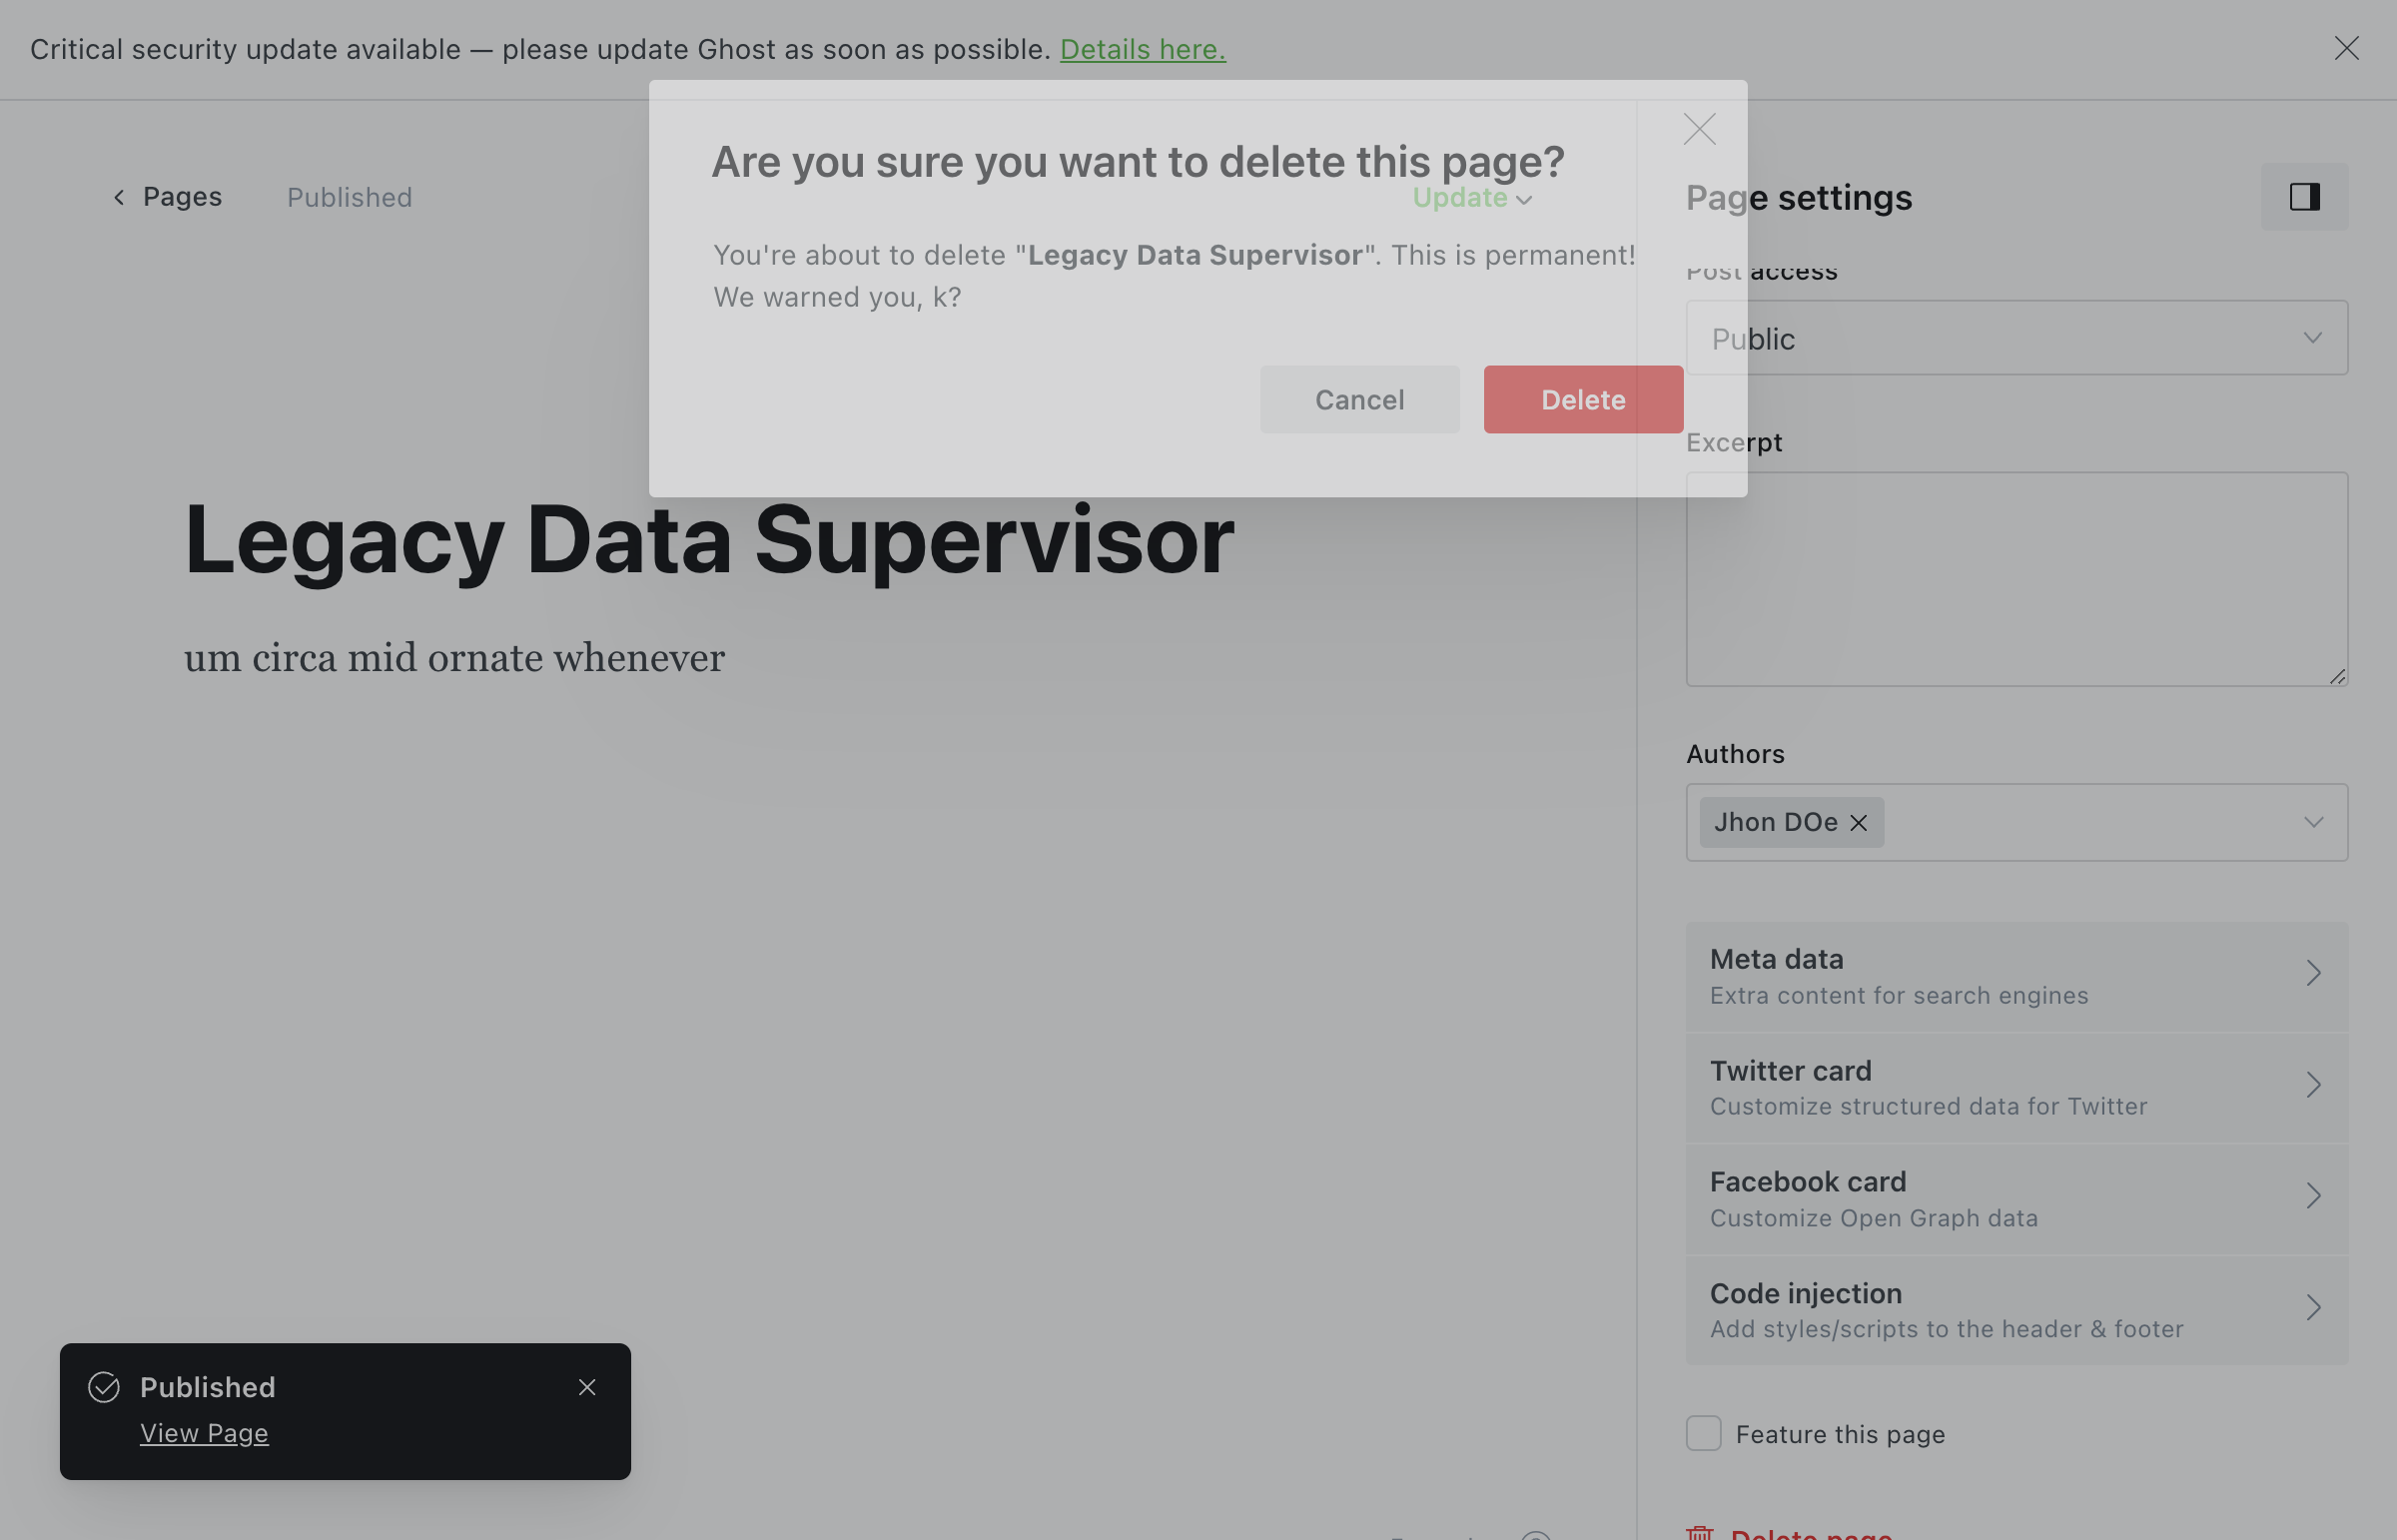 Critical security update available — please update Ghost as soon as possible. Details here.
Are you sure you want to delete this page?
You're about to delete "Legacy Data Supervisor". This is permanent!
We warned you, k?
Cancel
Delete
Pages
Published
Update
Legacy Data Supervisor
um circa mid ornate whenever
Page settings
Post access
Public
Excerpt
Authors
Jhon DOe
Meta data
Extra content for search engines
Twitter card
Customize structured data for Twitter
Facebook card
Customize Open Graph data
Code injection
Add styles/scripts to the header & footer
Feature this page
Delete page
Published
View Page